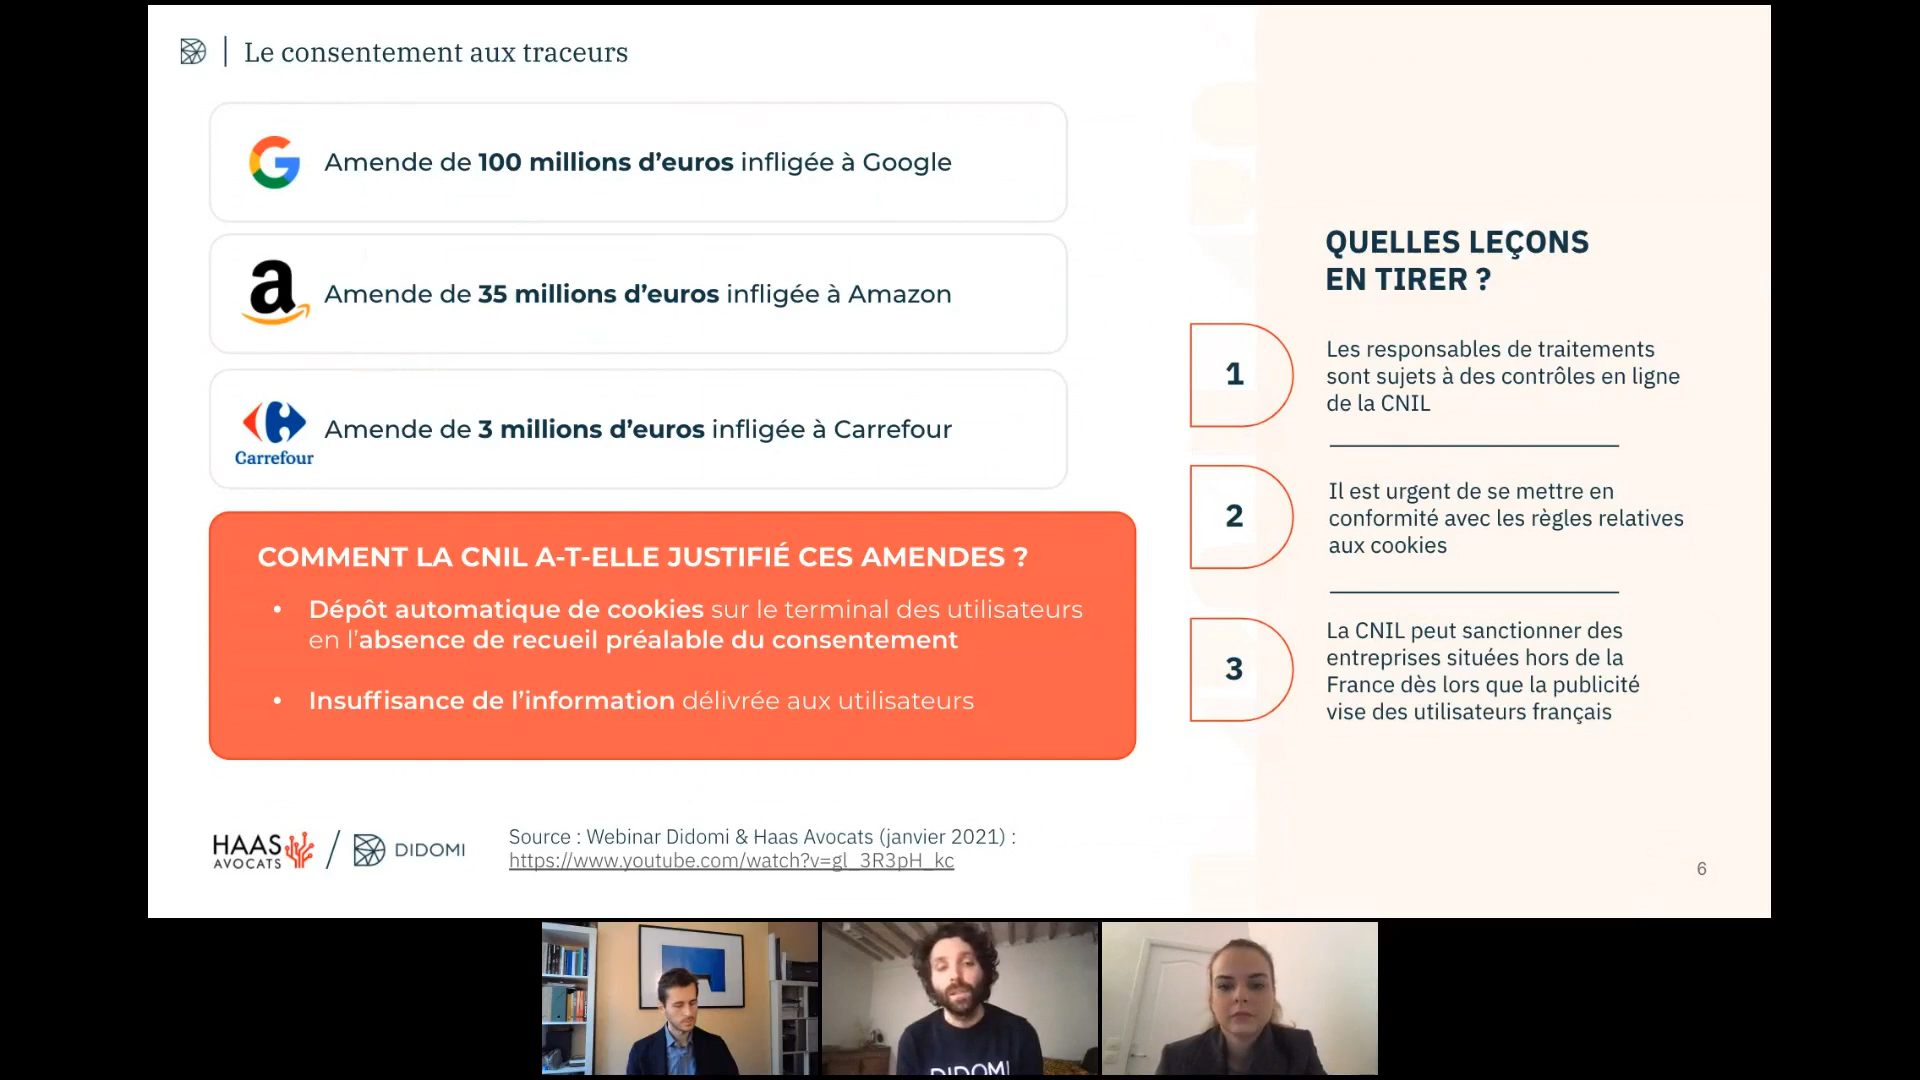 Le consentement aux traceurs
Amende de 100 millions d'euros infligée à Google
a
Amende de 35 millions d'euros infligée à Amazon
Carrefour
Amende de 3 millions d'euros infligée à Carrefour
COMMENT LA CNIL A-T-ELLE JUSTIFIÉ CES AMENDES ?
• Dépôt automatique de cookies sur le terminal des utilisateurs
en l'absence de recueil préalable du consentement
• Insuffisance de l'information délivrée aux utilisateurs
QUELLES LEÇONS
EN TIRER ?
1
Les responsables de traitements
sont sujets à des contrôles en ligne
de la CNIL
2
Il est urgent de se mettre en
conformité avec les règles relatives
aux cookies
3
La CNIL peut sanctionner des
entreprises situées hors de la
France dès lors que la publicité
vise des utilisateurs français
HAAS
AVOCATS
DIDOMI
Source : Webinar Didomi & Haas Avocats (janvier 2021) :
https://www.youtube.com/watch?v=gl_3R3pH_kc
6
DIDOMI